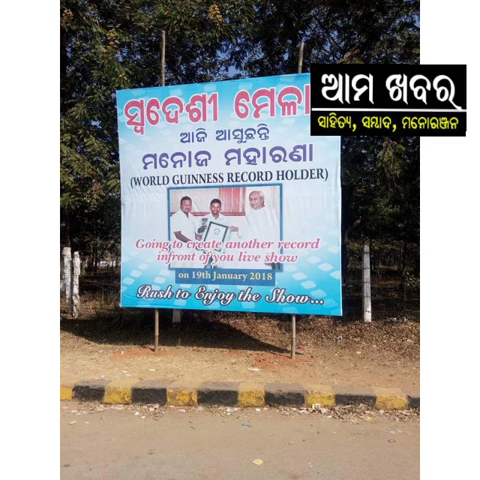 ସ୍ୱଦେଶୀ ମେଳା
ଆଜି ଆସୁଛନ୍ତି
ମନୋଜ ମହାରଣା
(WORLD GUINNESS RECORD HOLDER)
Going to create another record
infront of you live show
on 19th January 2018
Rush to Enjoy the Show...
ଆମ ଖବର
ସାହିତ୍ୟ, ସମ୍ବାଦ, ମନୋରଞ୍ଜନ